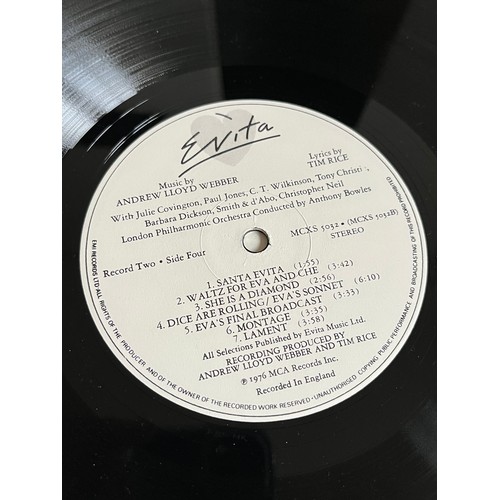 Evita
Music by
ANDREW LLOYD WEBBER
Lyrics by
TIM RICE
With Julie Covington, Paul Jones, C. T. Wilkinson, Tony Christie,
Barbara Dickson, Smith & d'Abo, Christopher Neil
London Philharmonic Orchestra Conducted by Anthony Bowles
Record Two • Side Four
MCXS 5032 • (MCXS 5032B)
STEREO
1. SANTA EVITA (1:55)
2. WALTZ FOR EVA AND CHE (3:42)
3. SHE IS A DIAMOND (2:56)
4. DICE ARE ROLLING/ EVA'S SONNET (6:10)
5. EVA'S FINAL BROADCAST (3:33)
6. MONTAGE (3:35)
7. LAMENT (3:58)
All Selections Published by Evita Music Ltd.
RECORDING PRODUCED BY
ANDREW LLOYD WEBBER AND TIM RICE
℗ 1976 MCA Records Inc.
Recorded In England
EMI RECORDS LTD ALL RIGHTS OF THE PRODUCER AND OF THE OWNER OF THE RECORDED WORK RESERVED • UNAUTHORISED COPYING PUBLIC PERFORMANCE AND BROADCASTING OF THIS RECORD PROHIBITED